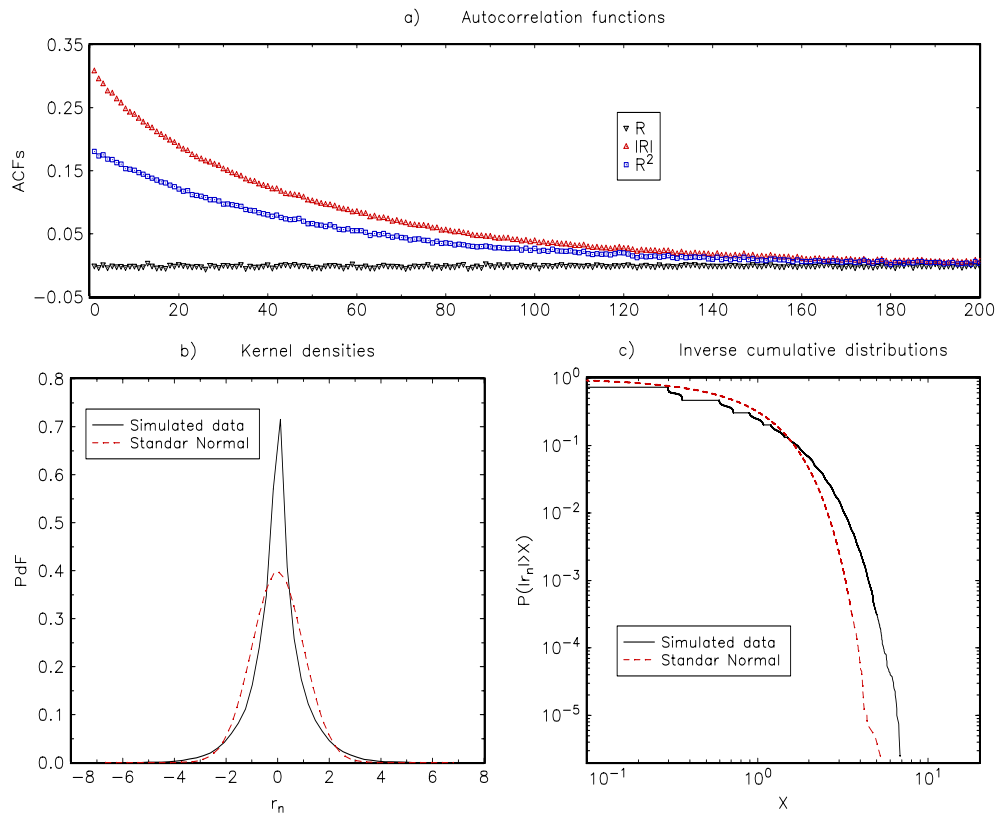 a) Autocorrelation functions
0.35
0.25
0.15
0.05
−0.05
ACFs
R
|R|
R²
0 20 40 60 80 100 120 140 160 180 200
b) Kernel densities
0.8
0.7
0.6
0.5
0.4
0.3
0.2
0.1
0.0
PdF
Simulated data
Standar Normal
−8 −6 −4 −2 0 2 4 6 8
r_n
c) Inverse cumulative distributions
10⁰
10⁻¹
10⁻²
10⁻³
10⁻⁴
10⁻⁵
P(|r_n|>X)
Simulated data
Standar Normal
10⁻¹ 10⁰ 10¹
X